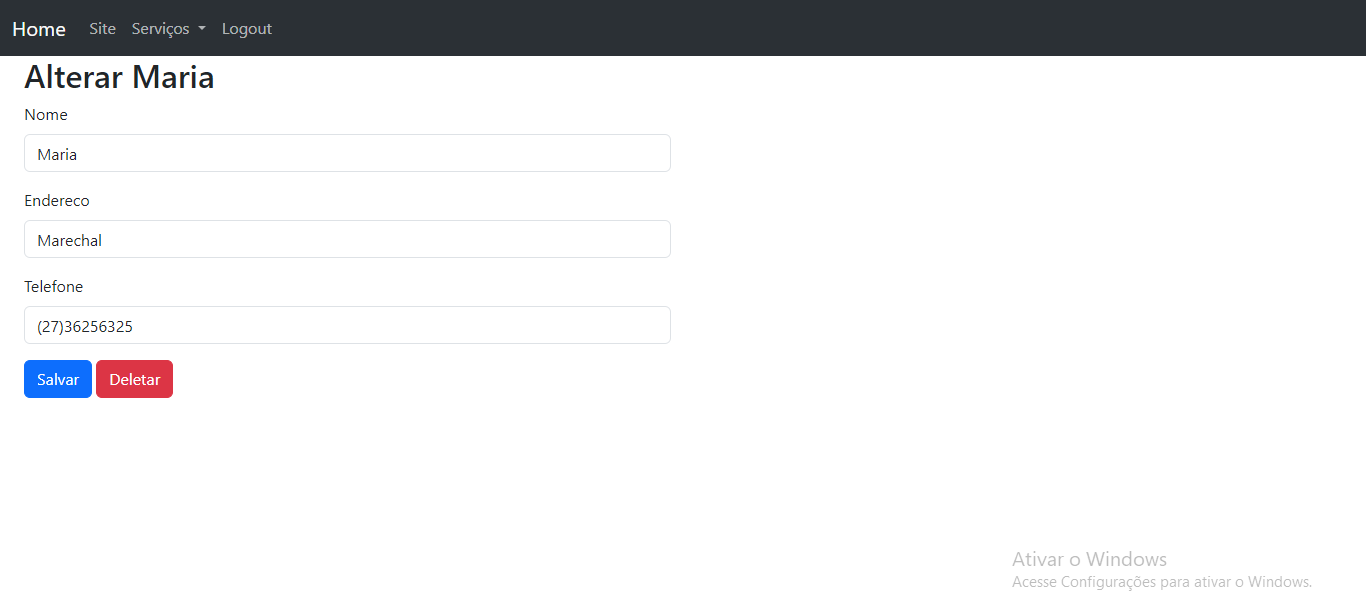 Home Site Serviços Logout
Alterar Maria
Nome
Maria
Endereco
Marechal
Telefone
(27)36256325
Salvar Deletar
Ativar o Windows
Acesse Configurações para ativar o Windows.